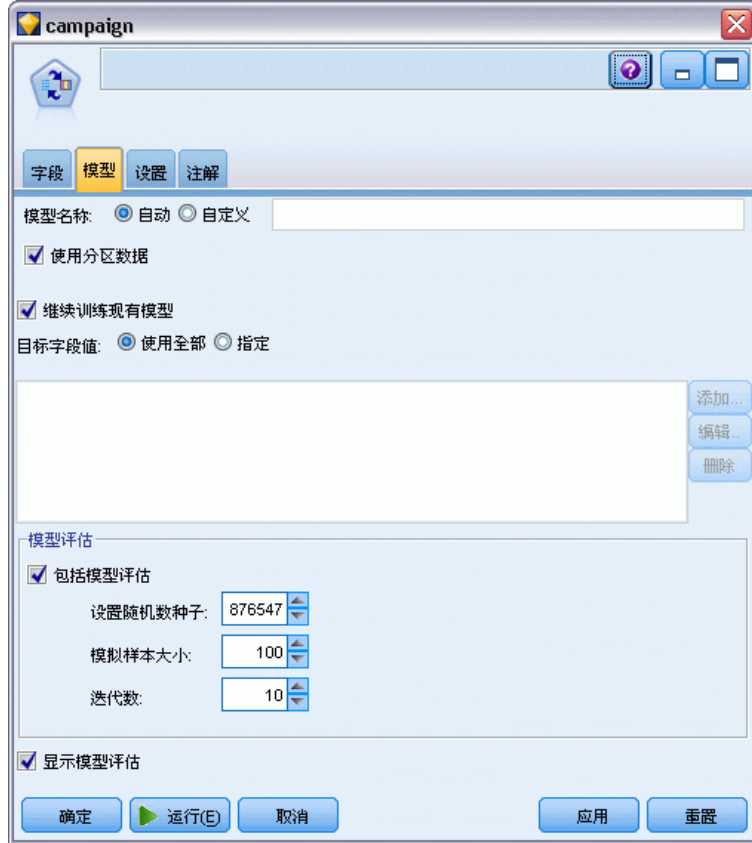 campaign
字段 模型 设置 注解
模型名称: 自动 自定义
使用分区数据
继续训练现有模型
目标字段值: 使用全部 指定
添加...
编辑..
删除
模型评估
包括模型评估
设置随机数种子: 876547
模拟样本大小: 100
迭代数: 10
显示模型评估
确定 运行(E) 取消 应用 重置